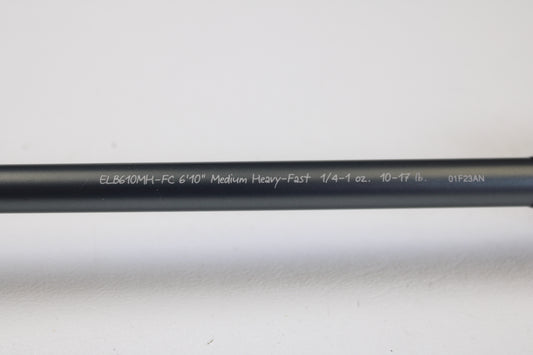 ELB610MH-FC 6'10" Medium Heavy-Fast 1/4-1 oz. 10-17 lb. 01F23AN